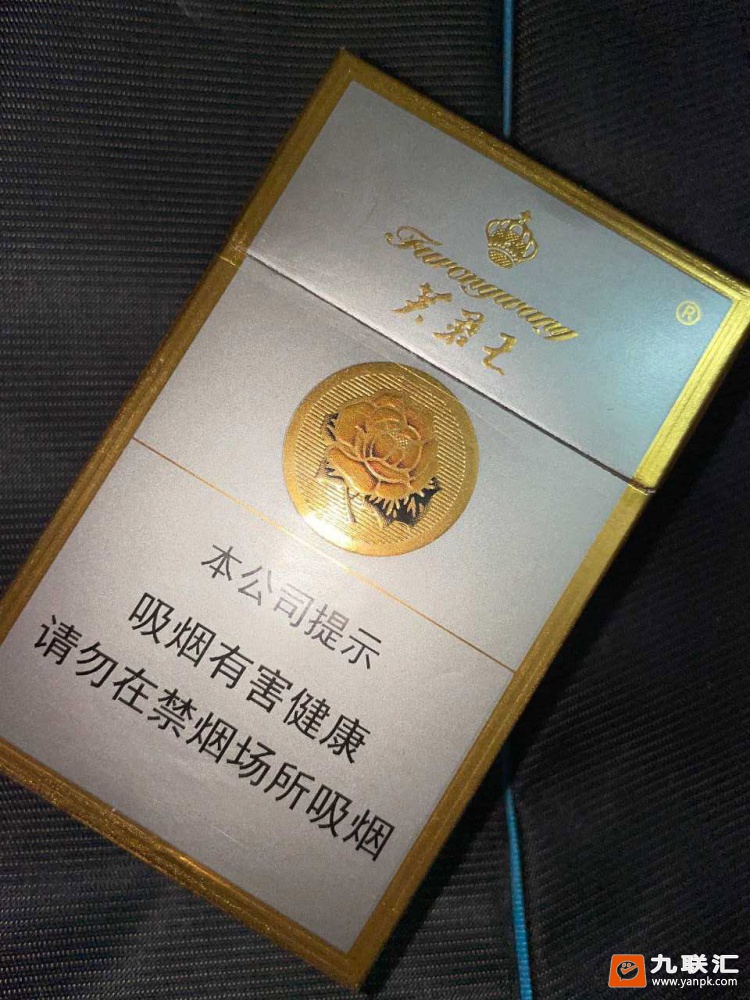 Furongwang
芙蓉王
®
本公司提示
吸烟有害健康
请勿在禁烟场所吸烟
九联汇
www.yanpk.com